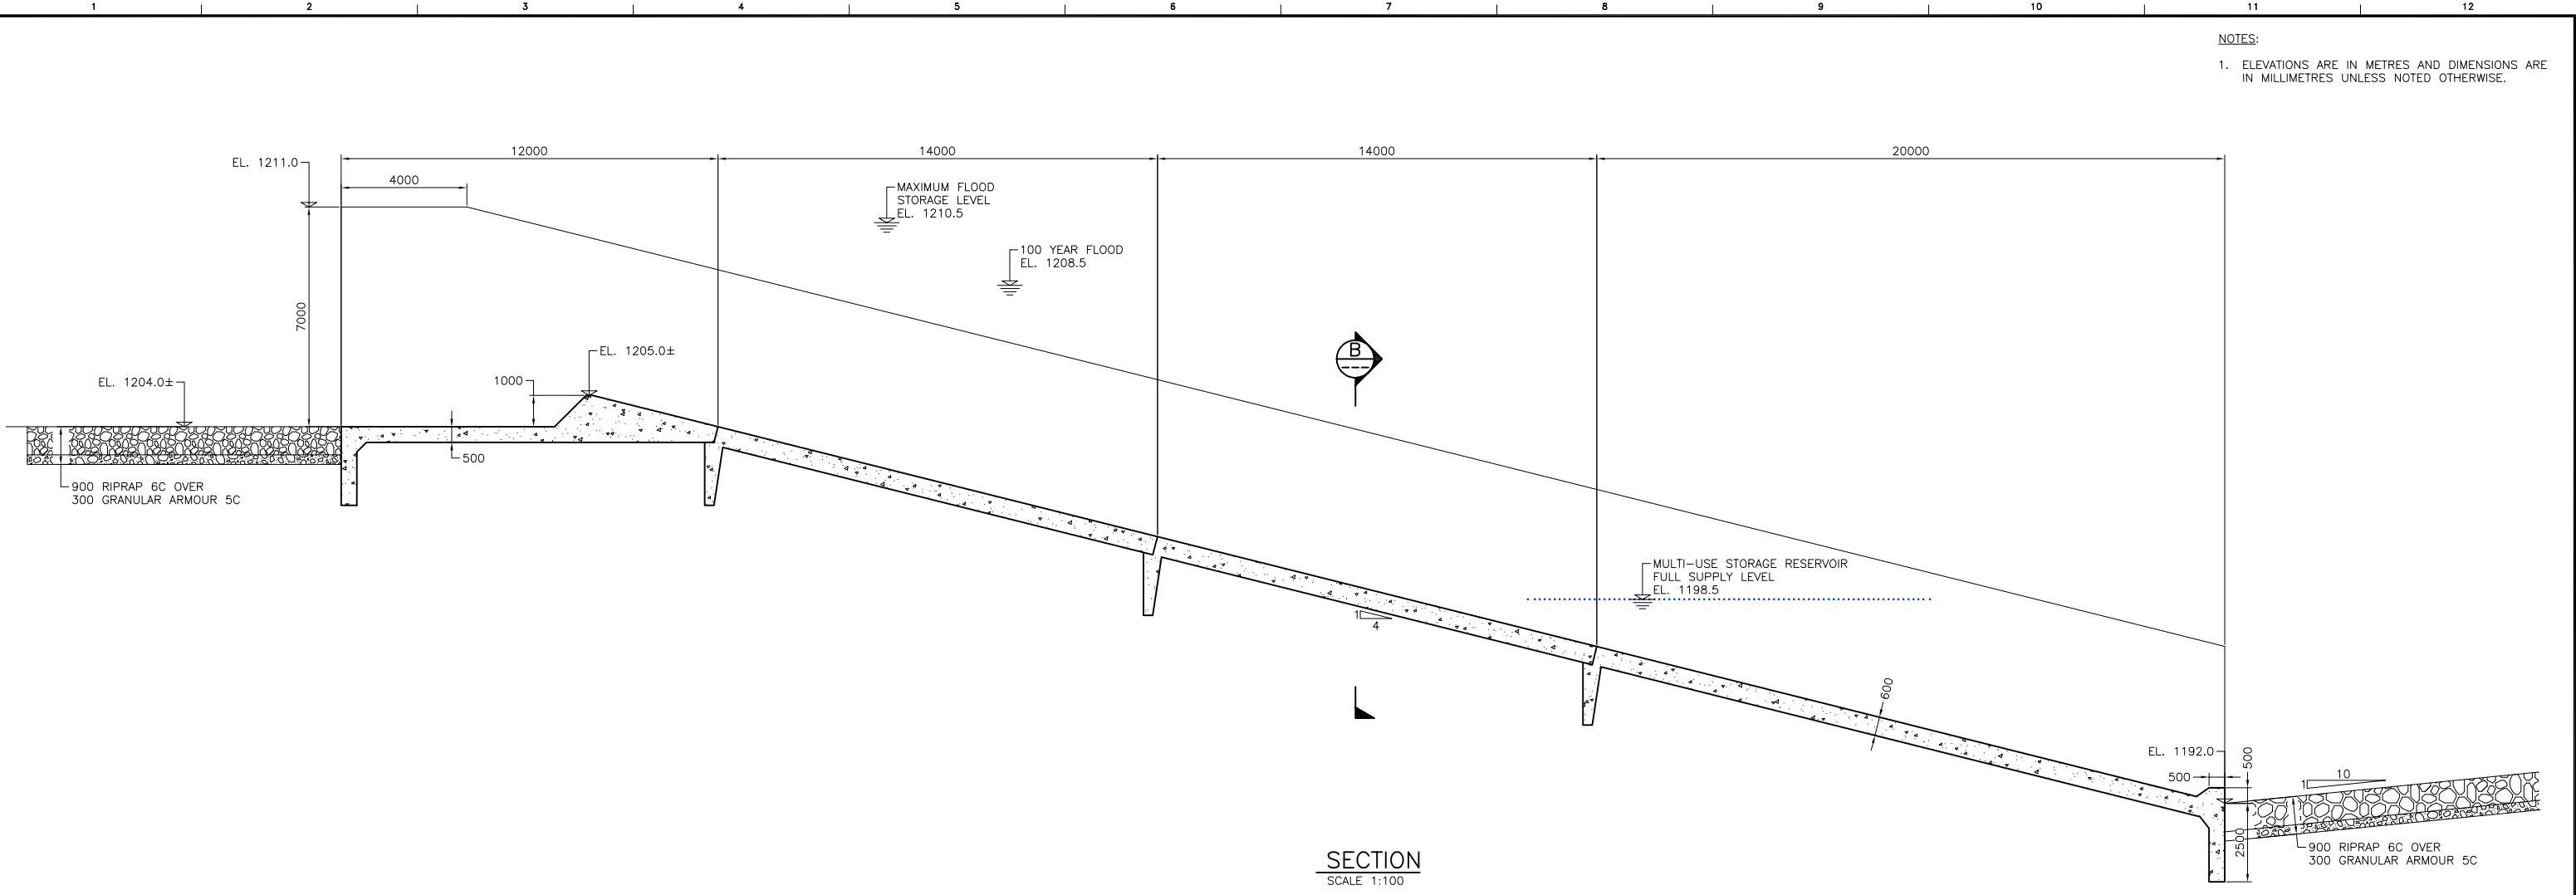 1 2 3 4 5 6 7 8 9 10 11 12
NOTES:
1. ELEVATIONS ARE IN METRES AND DIMENSIONS ARE
IN MILLIMETRES UNLESS NOTED OTHERWISE.
12000 14000 14000 20000
EL. 1211.0
4000
MAXIMUM FLOOD
STORAGE LEVEL
EL. 1210.5
100 YEAR FLOOD
EL. 1208.5
7000
B
EL. 1205.0±
EL. 1204.0±
1000
500
900 RIPRAP 6C OVER
300 GRANULAR ARMOUR 5C
MULTI-USE STORAGE RESERVOIR
FULL SUPPLY LEVEL
EL. 1198.5
1
4
600
EL. 1192.0
500
500
10
1
2500
900 RIPRAP 6C OVER
300 GRANULAR ARMOUR 5C
SECTION
SCALE 1:100